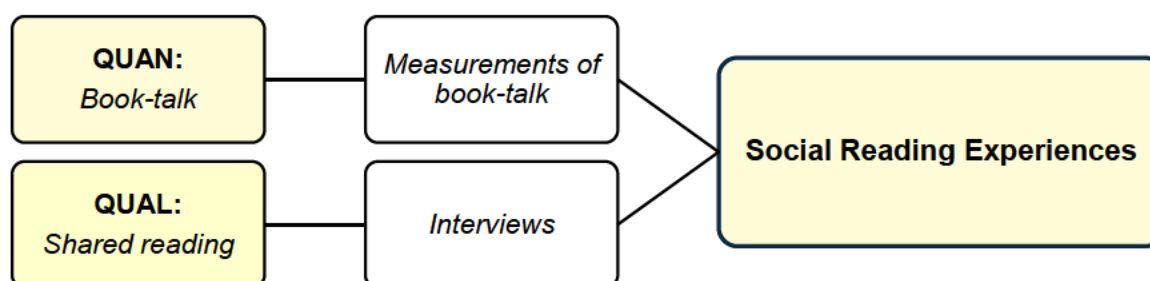 QUAN:
Book-talk
Measurements of
book-talk
Social Reading Experiences
QUAL:
Shared reading
Interviews